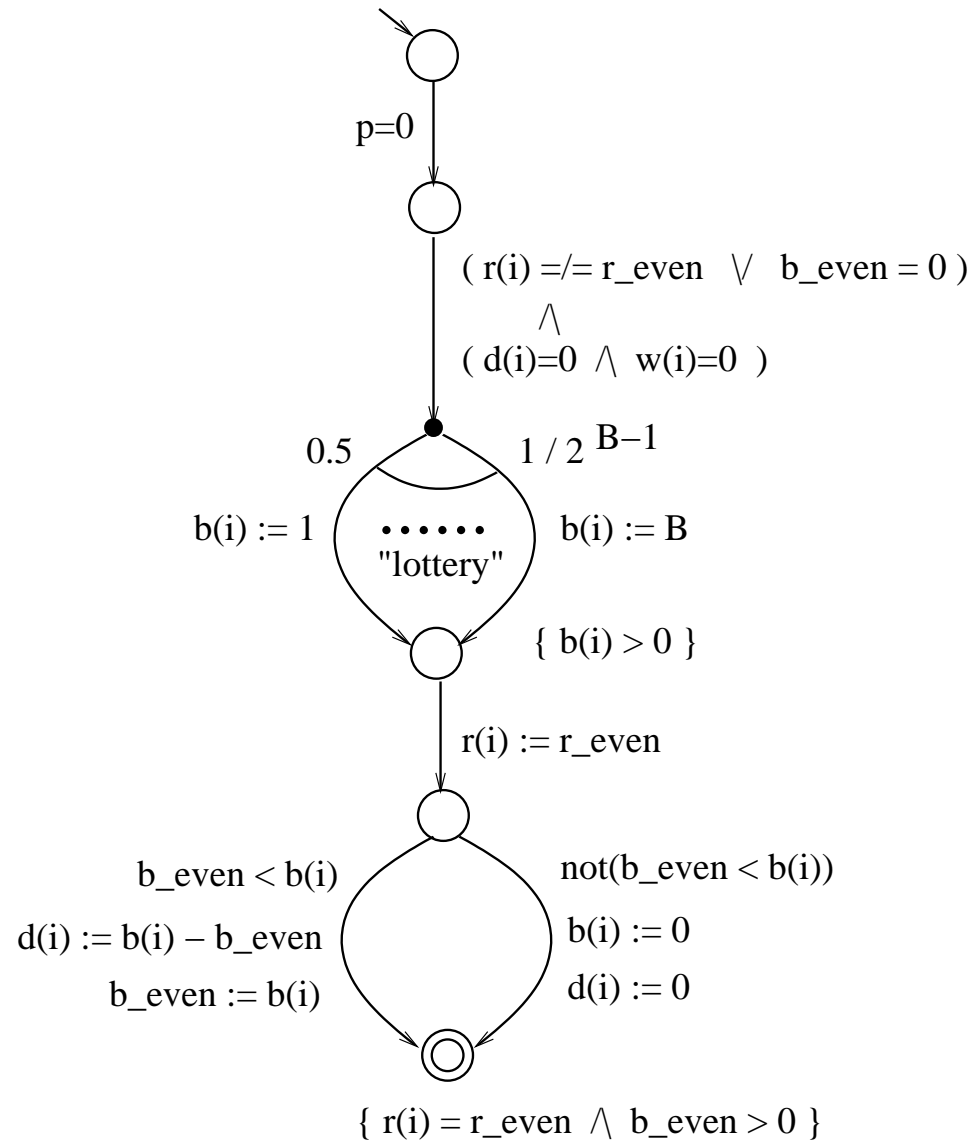 p=0
( r(i) =/= r_even \/ b_even = 0 )
/\
( d(i)=0 /\ w(i)=0 )
0.5
1 / 2 B−1
b(i) := 1
b(i) := B
"lottery"
{ b(i) > 0 }
r(i) := r_even
b_even < b(i)
not(b_even < b(i))
d(i) := b(i) − b_even
b(i) := 0
b_even := b(i)
d(i) := 0
{ r(i) = r_even /\ b_even > 0 }